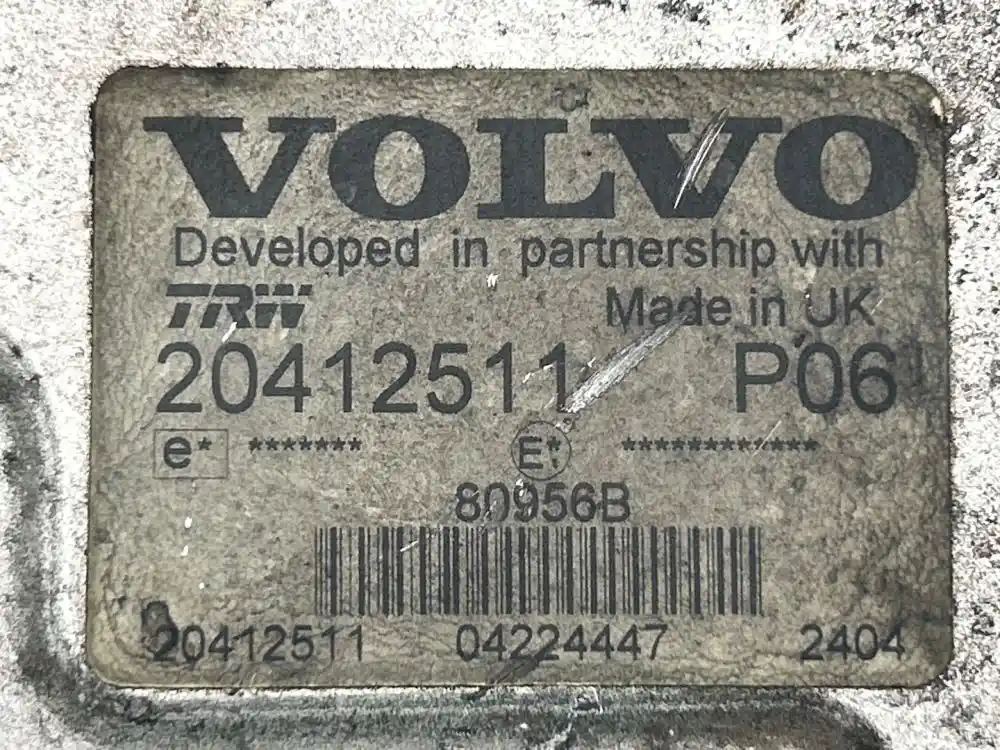 VOLVO
Developed in partnership with
TRW Made in UK
20412511 P06
e* ******* E* ************
80956B
20412511 04224447 2404